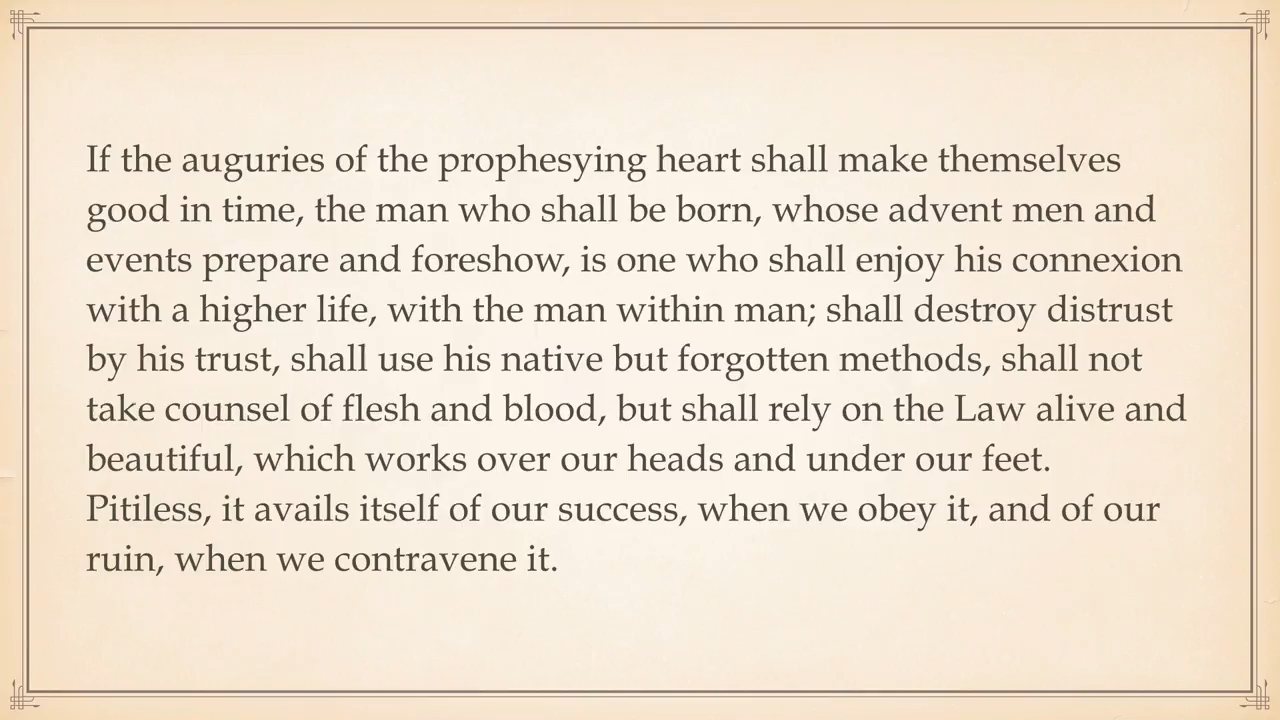 If the auguries of the prophesying heart shall make themselves
good in time, the man who shall be born, whose advent men and
events prepare and foreshow, is one who shall enjoy his connexion
with a higher life, with the man within man; shall destroy distrust
by his trust, shall use his native but forgotten methods, shall not
take counsel of flesh and blood, but shall rely on the Law alive and
beautiful, which works over our heads and under our feet.
Pitiless, it avails itself of our success, when we obey it, and of our
ruin, when we contravene it.